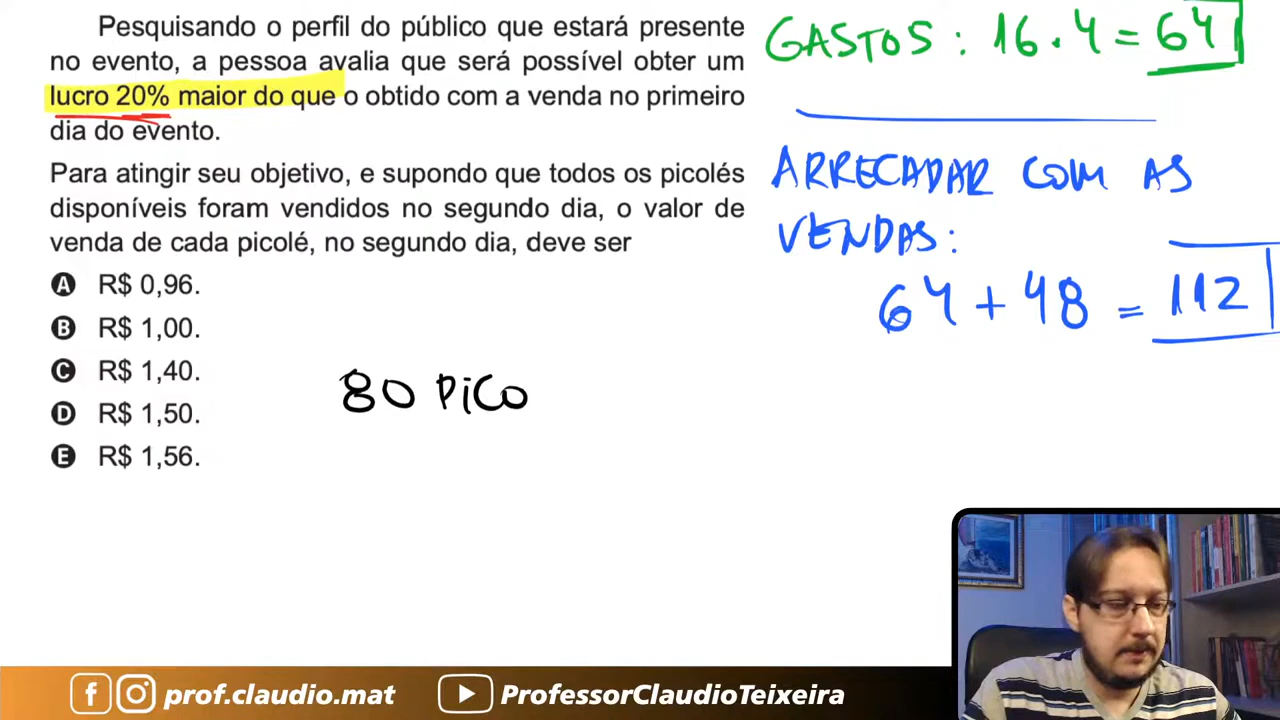 Pesquisando o perfil do público que estará presente
no evento, a pessoa avalia que será possível obter um
lucro 20% maior do que o obtido com a venda no primeiro
dia do evento.
Para atingir seu objetivo, e supondo que todos os picolés
disponíveis foram vendidos no segundo dia, o valor de
venda de cada picolé, no segundo dia, deve ser
A R$ 0,96.
B R$ 1,00.
C R$ 1,40.
D R$ 1,50.
E R$ 1,56.
80 PICO
GASTOS: 16.4 = 64
ARRECADAR COM AS
VENDAS:
64 + 48 = 112
prof.claudio.mat
ProfessorClaudioTeixeira